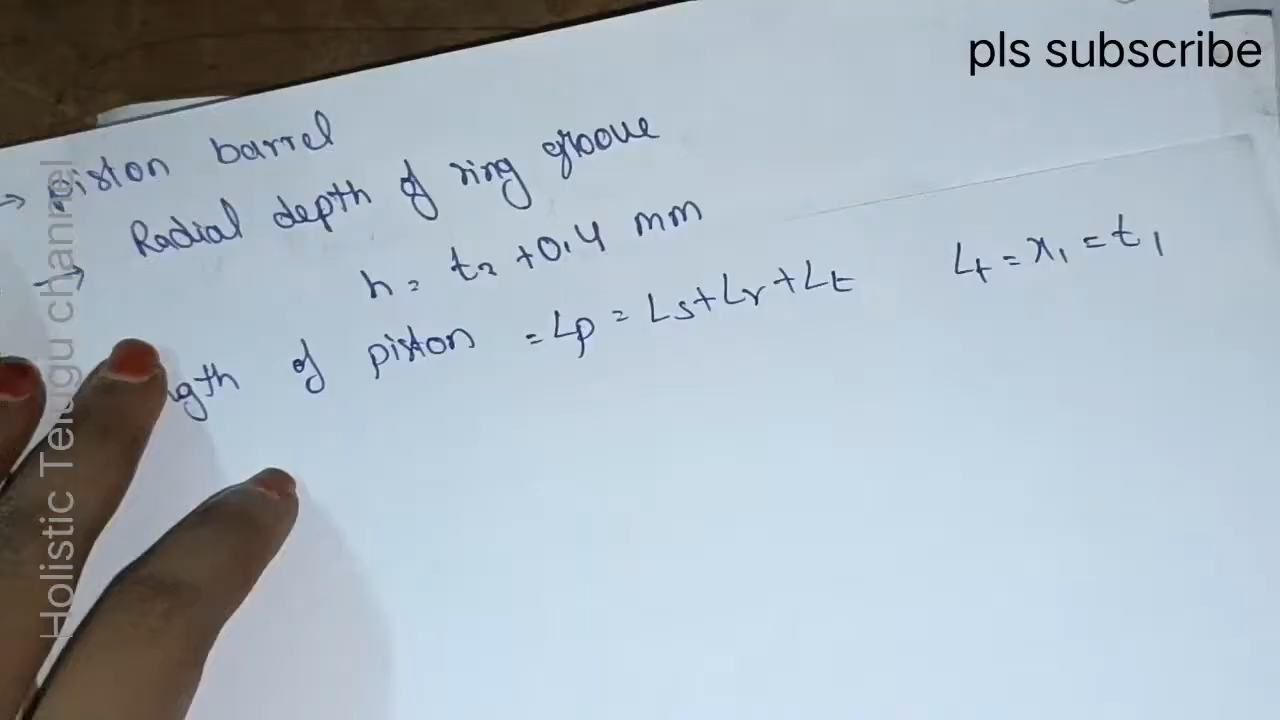 pls subscribe
→ piston barrel
→ Radial depth of ring groove
h = t₂ + 0.4 mm
ngth of piston = Lp = Ls + Lr + Lt
Lt = x₁ = t₁
Holistic Telugu channel